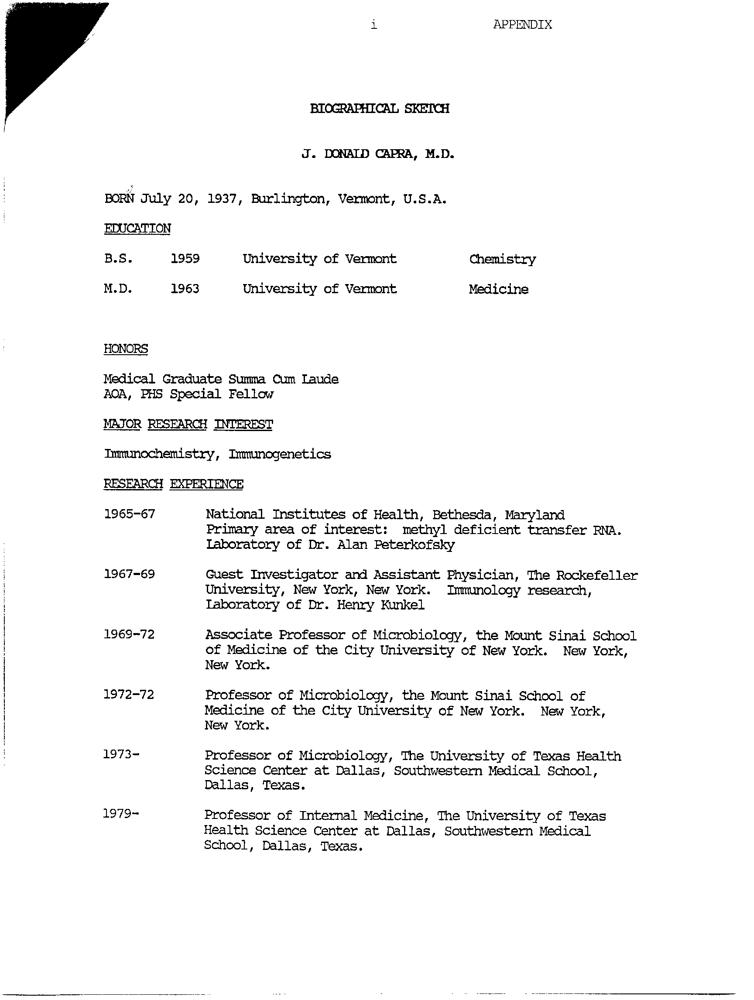 i APPENDIX
BIOGRAPHICAL SKETCH
J. DONALD CAPRA, M.D.
BORN July 20, 1937, Burlington, Vermont, U.S.A.
EDUCATION
B.S. 1959 University of Vermont Chemistry
M.D. 1963 University of Vermont Medicine
HONORS
Medical Graduate Summa Cum Laude
AOA, PHS Special Fellow
MAJOR RESEARCH INTEREST
Immunochemistry, Immunogenetics
RESEARCH EXPERIENCE
1965-67 National Institutes of Health, Bethesda, Maryland
Primary area of interest: methyl deficient transfer RNA.
Laboratory of Dr. Alan Peterkofsky
1967-69 Guest Investigator and Assistant Physician, The Rockefeller
University, New York, New York. Immunology research,
Laboratory of Dr. Henry Kunkel
1969-72 Associate Professor of Microbiology, the Mount Sinai School
of Medicine of the City University of New York. New York,
New York.
1972-72 Professor of Microbiology, the Mount Sinai School of
Medicine of the City University of New York. New York,
New York.
1973- Professor of Microbiology, The University of Texas Health
Science Center at Dallas, Southwestern Medical School,
Dallas, Texas.
1979- Professor of Internal Medicine, The University of Texas
Health Science Center at Dallas, Southwestern Medical
School, Dallas, Texas.